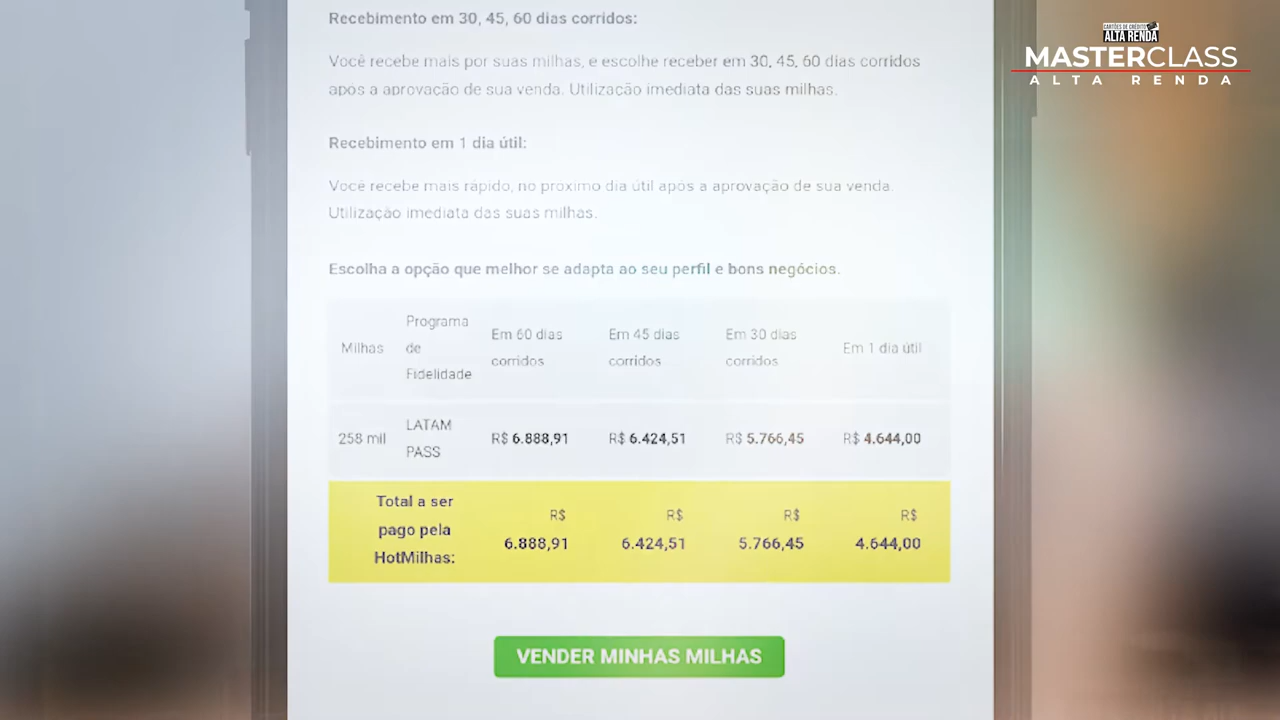 Recebimento em 30, 45, 60 dias corridos:
CARTÕES DE CRÉDITO
ALTA RENDA
MASTERCLASS
ALTA RENDA
Você recebe mais por suas milhas, e escolhe receber em 30, 45, 60 dias corridos
após a aprovação de sua venda. Utilização imediata das suas milhas.
Recebimento em 1 dia útil:
Você recebe mais rápido, no proximo dia útil após a aprovação de sua venda.
Utilização imediata das suas milhas.
Escolha a opção que melhor se adapta ao seu perfil e bons negócios.
Milhas
Programa
de
Fidelidade
Em 60 dias
corridos
Em 45 dias
corridos
Em 30 dias
corridos
Em 1 dia útil
258 mil
LATAM
PASS
R$ 6.888,91
R$ 6.424,51
R$ 5.766,45
R$ 4.644,00
Total a ser
pago pela
HotMilhas:
R$
6.888,91
R$
6.424,51
R$
5.766,45
R$
4.644,00
VENDER MINHAS MILHAS